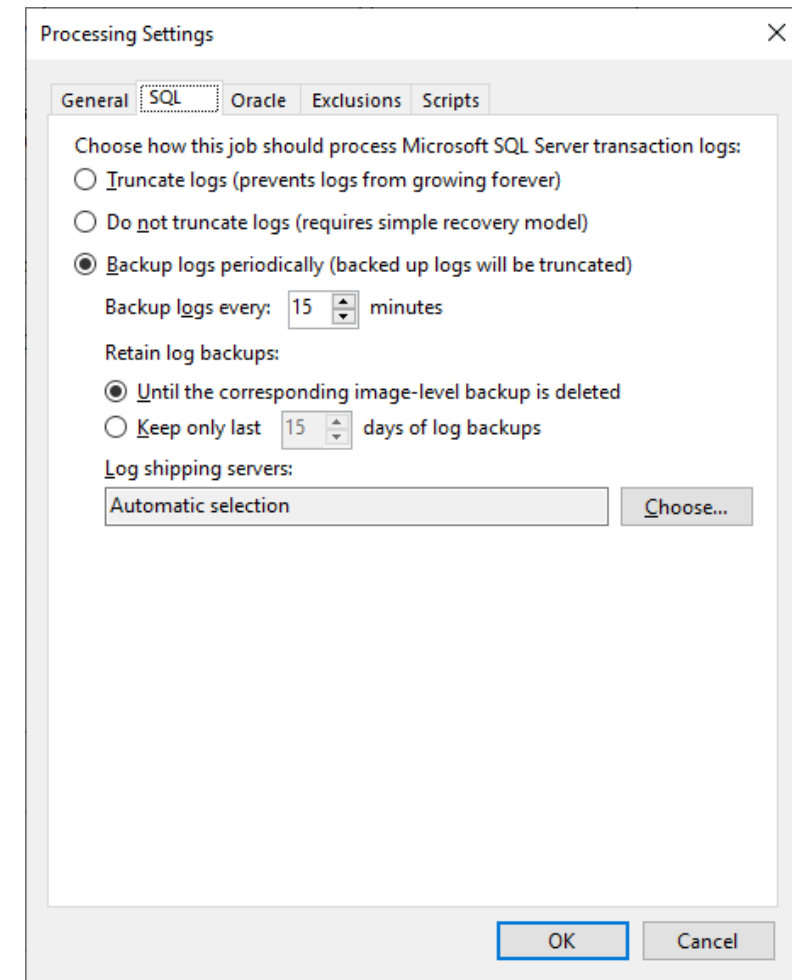 Processing Settings
General SQL Oracle Exclusions Scripts
Choose how this job should process Microsoft SQL Server transaction logs:
Truncate logs (prevents logs from growing forever)
Do not truncate logs (requires simple recovery model)
Backup logs periodically (backed up logs will be truncated)
Backup logs every: 15 minutes
Retain log backups:
Until the corresponding image-level backup is deleted
Keep only last 15 days of log backups
Log shipping servers:
Automatic selection Choose...
OK Cancel